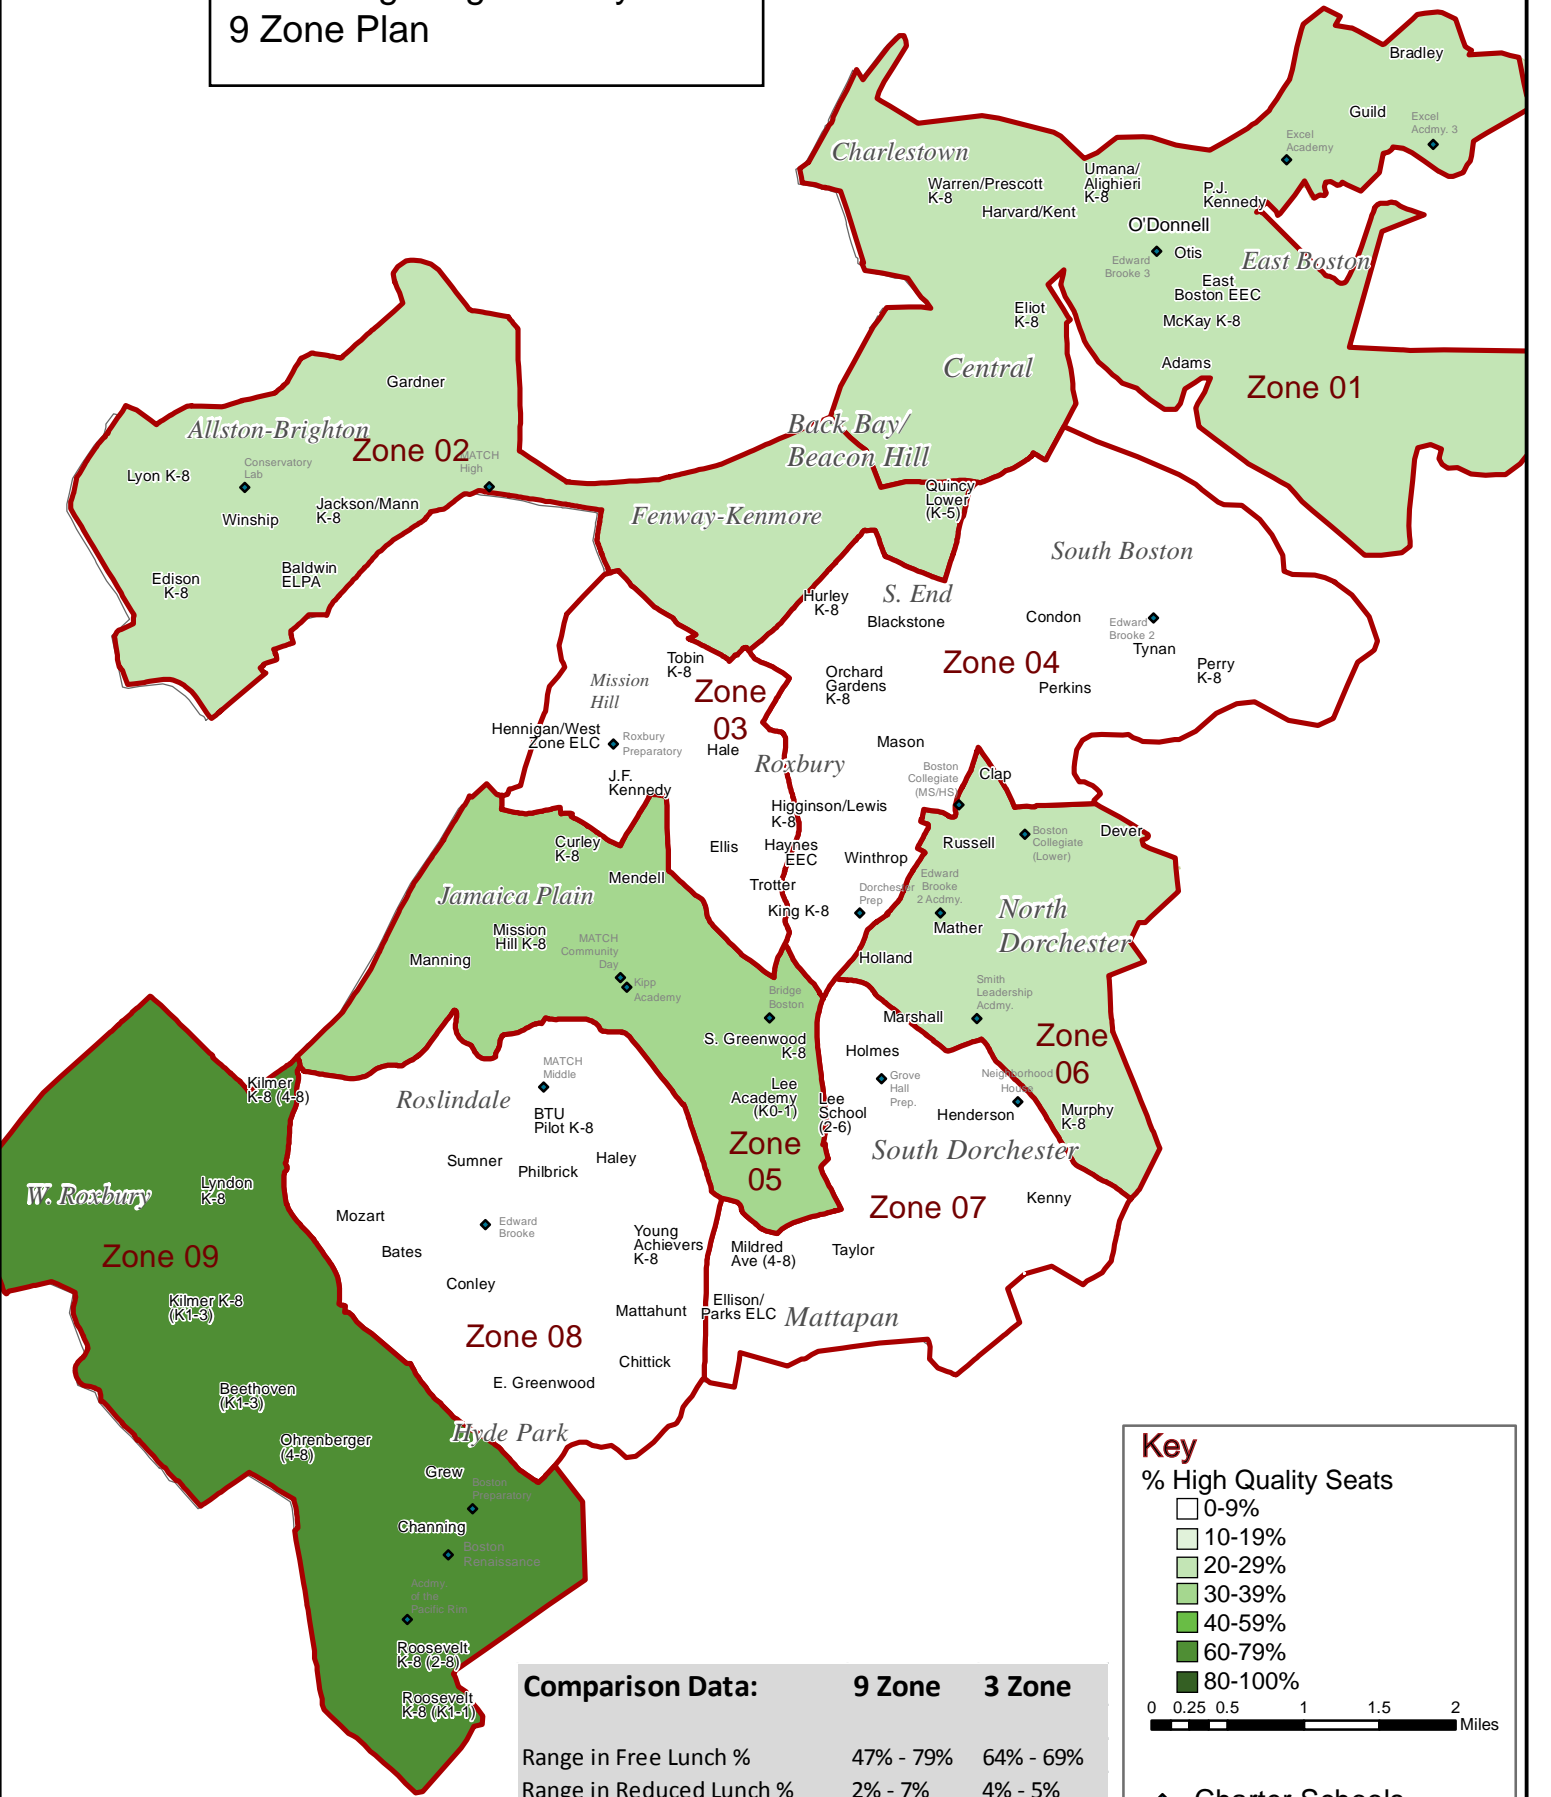 9 Zone Plan
Bradley
Guild
Excel
Acdmy. 3
Excel
Academy
Charlestown
Warren/Prescott
K-8
Harvard/Kent
Umana/
Alighieri
K-8
P.J.
Kennedy
O'Donnell
Otis
Edward
Brooke 3
East Boston
East
Boston EEC
McKay K-8
Eliot
K-8
Adams
Central
Zone 01
Gardner
Allston-Brighton
Zone 02
MATCH
High
Conservatory
Lab
Lyon K-8
Jackson/Mann
K-8
Winship
Baldwin
ELPA
Edison
K-8
Back Bay/
Beacon Hill
Quincy
Lower
(K-5)
Fenway-Kenmore
South Boston
S. End
Hurley
K-8
Blackstone
Condon
Edward
Brooke 2
Tynan
Zone 04
Perry
K-8
Perkins
Orchard
Gardens
K-8
Tobin
K-8
Mission
Hill
Zone
03
Hale
Hennigan/West
Zone ELC
Roxbury
Preparatory
J.F.
Kennedy
Roxbury
Mason
Boston
Collegiate
(MS/HS)
Clap
Higginson/Lewis
K-8
Haynes
EEC
Ellis
Winthrop
Trotter
King K-8
Dorchester
Prep
Russell
Boston
Collegiate
(Lower)
Dever
Edward
Brooke
2 Acdmy.
Mather
North
Dorchester
Holland
Smith
Leadership
Acdmy.
Marshall
Zone
06
Curley
K-8
Mendell
Jamaica Plain
Mission
Hill K-8
Manning
MATCH
Community
Day
Kipp
Academy
Bridge
Boston
S. Greenwood
K-8
Lee
Academy
(K0-1)
Zone
05
Lee
School
(2-6)
Holmes
Grove
Hall
Prep.
Neighborhood
House
Henderson
Murphy
K-8
South Dorchester
Kenny
Zone 07
Taylor
Mildred
Ave (4-8)
Ellison/
Parks ELC
Mattapan
Kilmer
K-8 (4-8)
Roslindale
MATCH
Middle
BTU
Pilot K-8
Sumner
Philbrick
Haley
Mozart
Edward
Brooke
Bates
Young
Achievers
K-8
Conley
Mattahunt
Zone 08
Chittick
E. Greenwood
Hyde Park
W. Roxbury
Lyndon
K-8
Zone 09
Kilmer K-8
(K1-3)
Beethoven
(K1-3)
Ohrenberger
(4-8)
Grew
Boston
Preparatory
Channing
Boston
Renaissance
Acdmy.
of the
Pacific Rim
Roosevelt
K-8 (2-8)
Roosevelt
K-8 (K1-1)
Comparison Data: 9 Zone 3 Zone
Range in Free Lunch % 47% - 79% 64% - 69%
Range in Reduced Lunch % 2% - 7% 4% - 5%
Key
% High Quality Seats
0-9%
10-19%
20-29%
30-39%
40-59%
60-79%
80-100%
0 0.25 0.5 1 1.5 2
Miles
Charter Schools